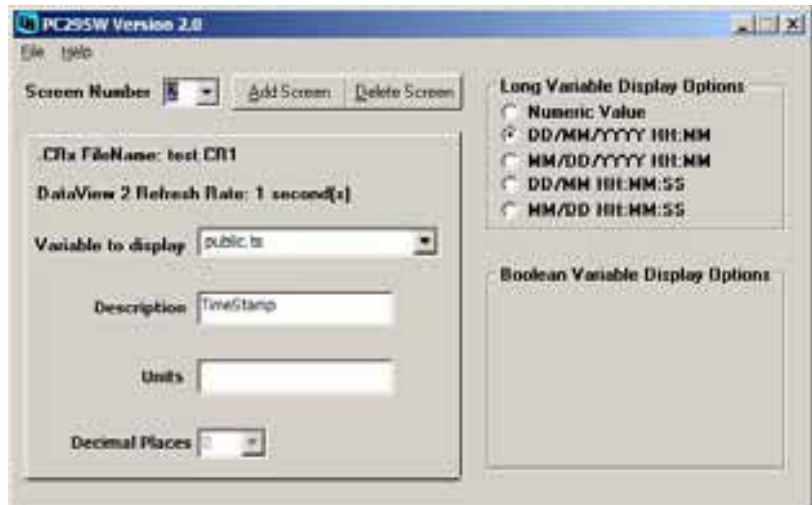 PC295W Version 2.0
File Help
Screen Number Add Screen Delete Screen
.CRx FileName: test.CR1
DataView 2 Refresh Rate: 1 second(s)
Variable to display public.ts
Description TimeStamp
Units
Decimal Places
Long Variable Display Options
Numeric Value
DD/MM/YYYY HH:MM
MM/DD/YYYY HH:MM
DD/MM HH:MM:SS
MM/DD HH:MM:SS
Boolean Variable Display Options